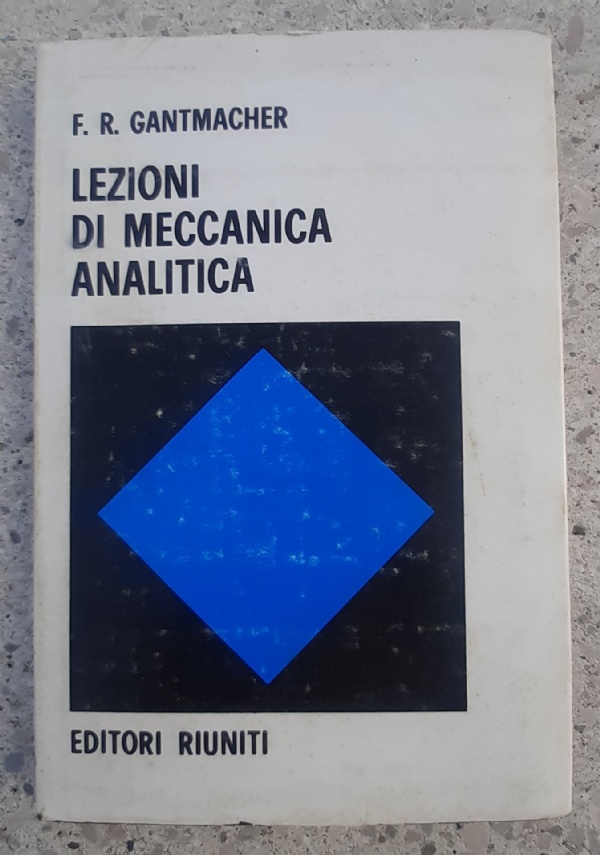 F. R. GANTMACHER
LEZIONI
DI MECCANICA
ANALITICA
EDITORI RIUNITI